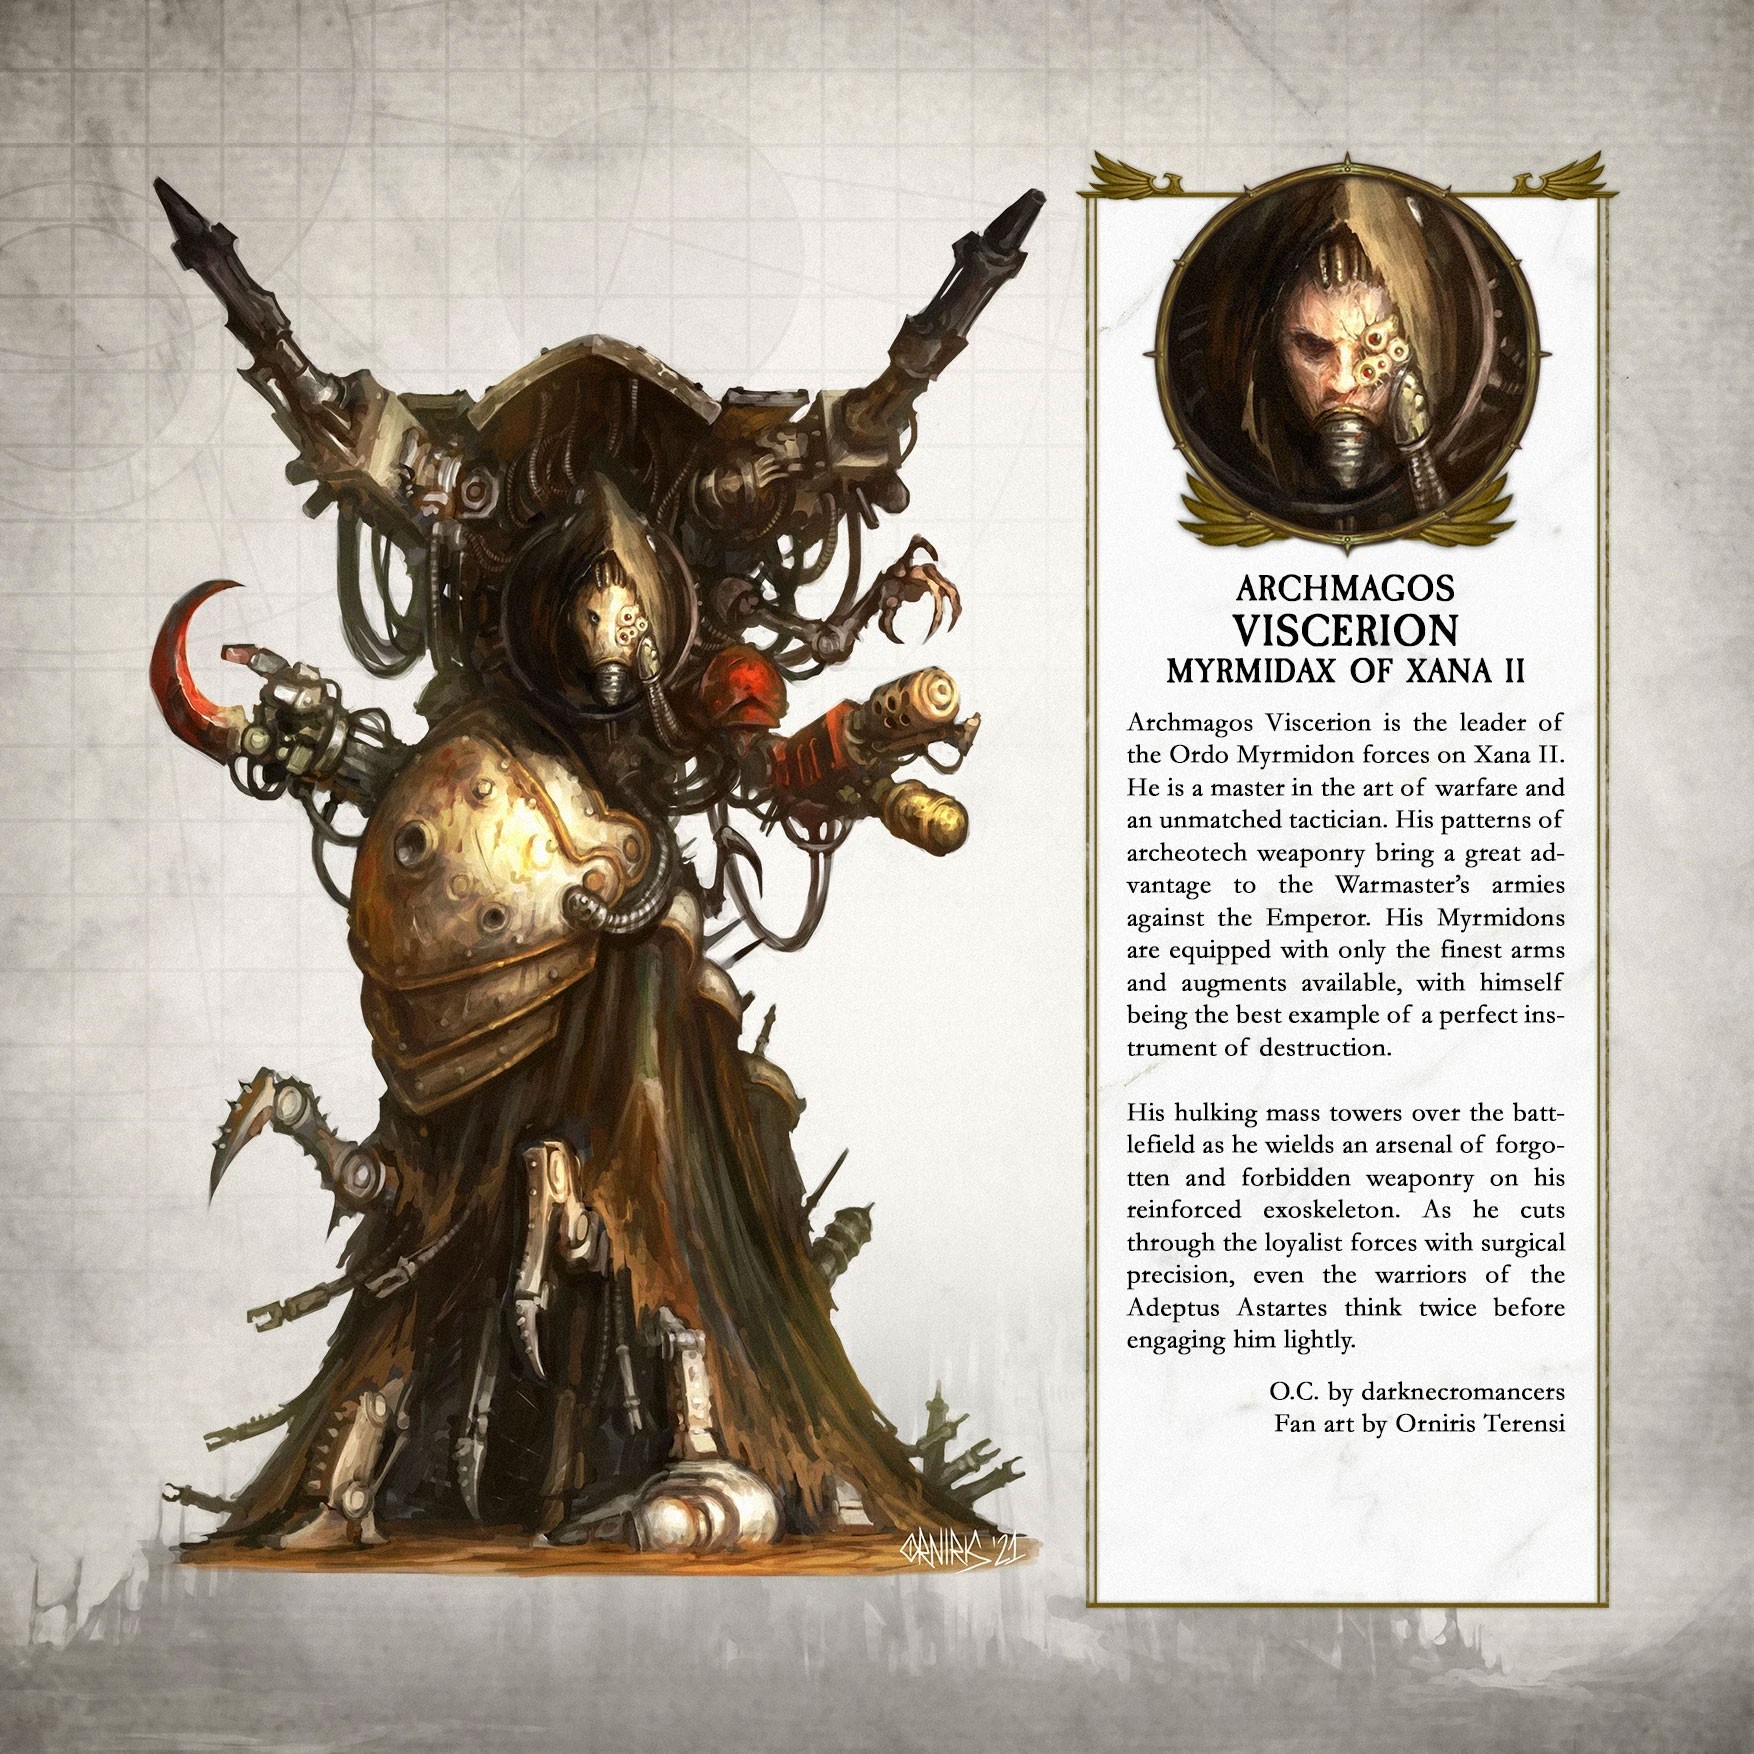 ARCHMAGOS
VISCERION
MYRMIDAX OF XANA II
Archmagos Viscerion is the leader of
the Ordo Myrmidon forces on Xana II.
He is a master in the art of warfare and
an unmatched tactician. His patterns of
archeotech weaponry bring a great ad-
vantage to the Warmaster's armies
against the Emperor. His Myrmidons
are equipped with only the finest arms
and augments available, with himself
being the best example of a perfect ins-
trument of destruction.
His hulking mass towers over the batt-
lefield as he wields an arsenal of forgo-
tten and forbidden weaponry on his
reinforced exoskeleton. As he cuts
through the loyalist forces with surgical
precision, even the warriors of the
Adeptus Astartes think twice before
engaging him lightly.
O.C. by darknecromancers
Fan art by Orniris Terensi
ORNIRIS '21